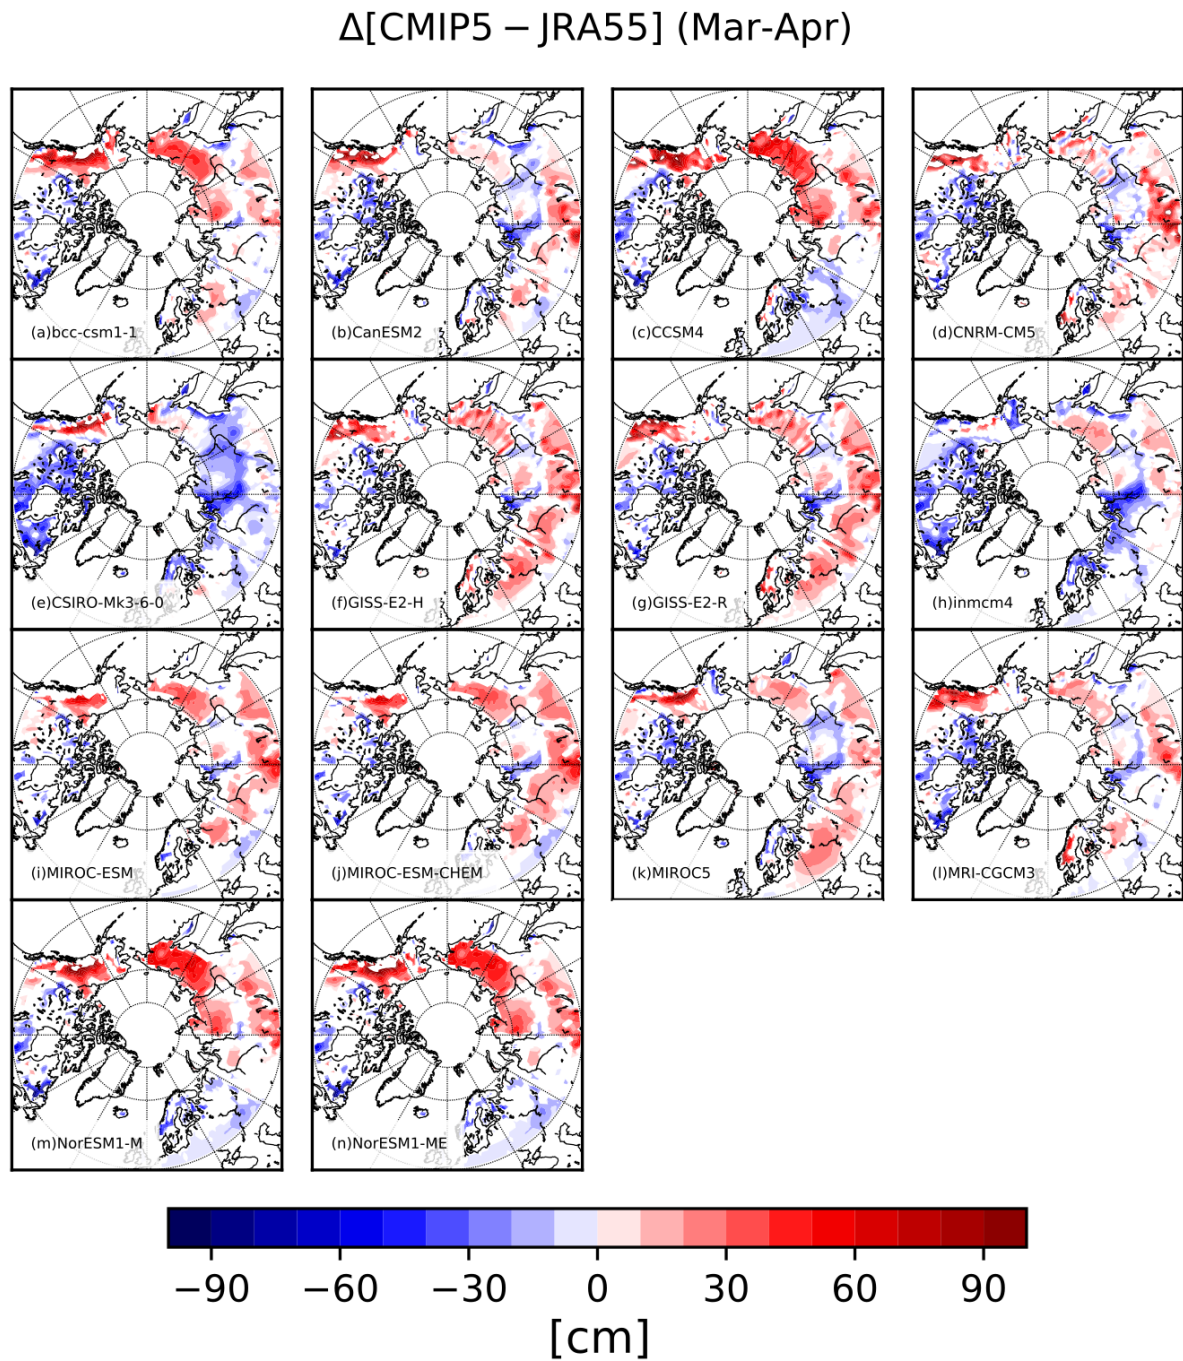 Δ[CMIP5 − JRA55] (Mar-Apr)
(a)bcc-csm1-1
(b)CanESM2
(c)CCSM4
(d)CNRM-CM5
(e)CSIRO-Mk3-6-0
(f)GISS-E2-H
(g)GISS-E2-R
(h)inmcm4
(i)MIROC-ESM
(j)MIROC-ESM-CHEM
(k)MIROC5
(l)MRI-CGCM3
(m)NorESM1-M
(n)NorESM1-ME
−90 −60 −30 0 30 60 90
[cm]